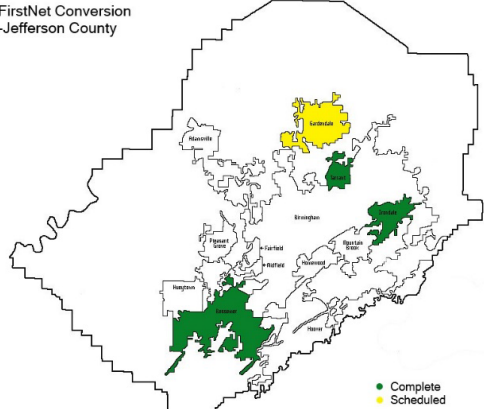 FirstNet Conversion
-Jefferson County
Gardendale
Adamsville
Tarrant
Irondale
Birmingham
Pleasant
Grove
Fairfield
Mountain
Brook
Homewood
Midfield
Hueytown
Bessemer
Hoover
Complete
Scheduled